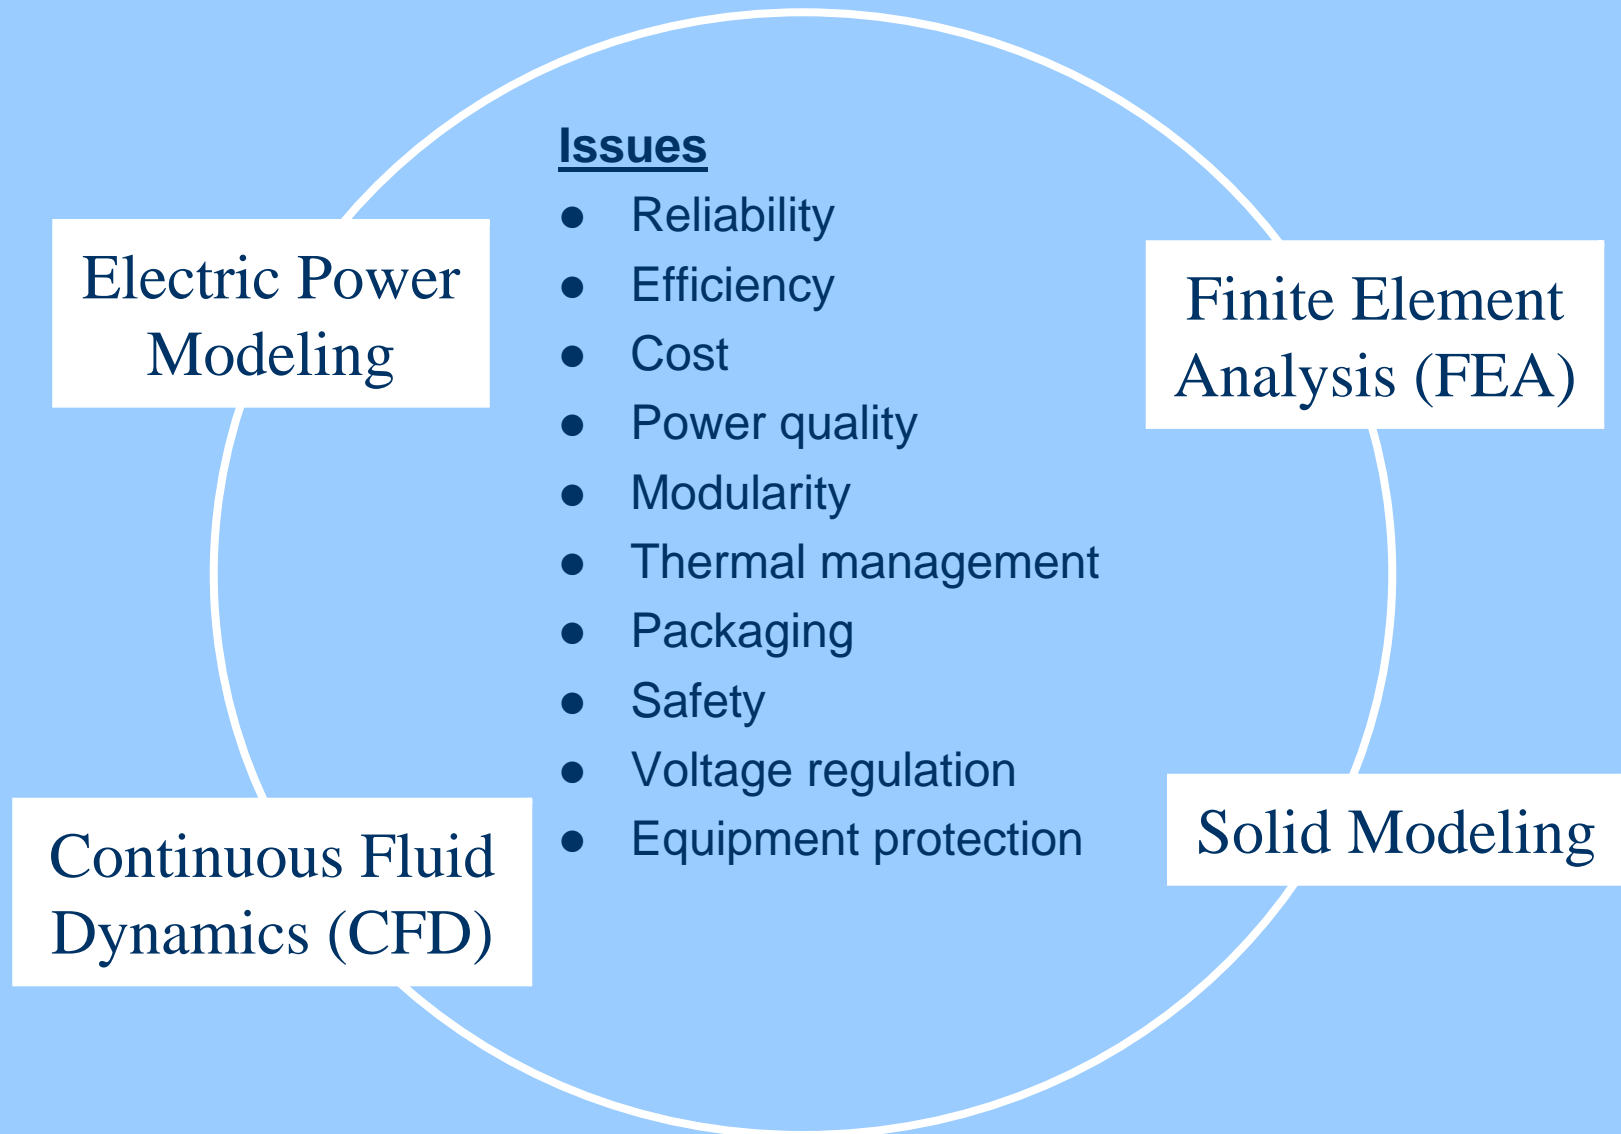 Issues
● Reliability
● Efficiency
● Cost
● Power quality
● Modularity
● Thermal management
● Packaging
● Safety
● Voltage regulation
● Equipment protection
Electric Power
Modeling
Finite Element
Analysis (FEA)
Continuous Fluid
Dynamics (CFD)
Solid Modeling